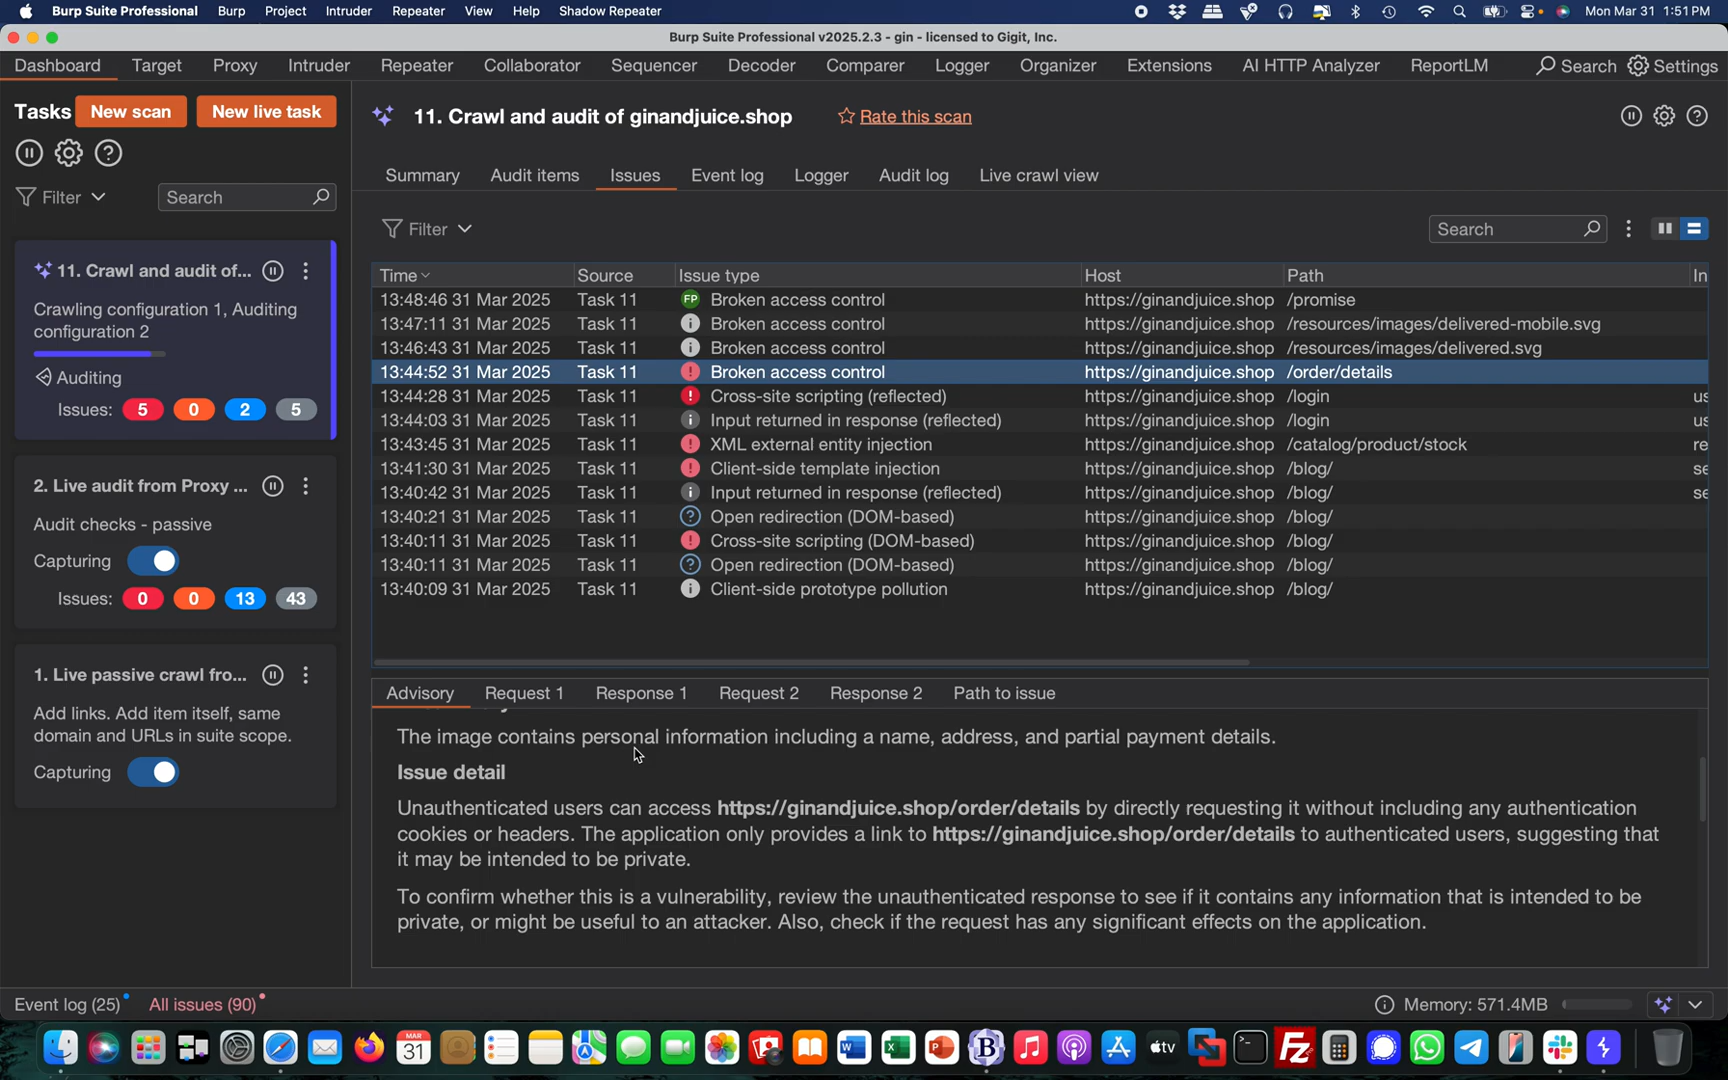 Burp Suite Professional Burp Project Intruder Repeater View Help Shadow Repeater Mon Mar 31 1:51 PM
Burp Suite Professional v2025.2.3 - gin - licensed to Gigit, Inc.
Dashboard Target Proxy Intruder Repeater Collaborator Sequencer Decoder Comparer Logger Organizer Extensions AI HTTP Analyzer ReportLM Search Settings
Tasks New scan New live task
Filter Search
11. Crawl and audit of...
Crawling configuration 1, Auditing
configuration 2
Auditing
Issues: 5 0 2 5
2. Live audit from Proxy ...
Audit checks - passive
Capturing
Issues: 0 0 13 43
1. Live passive crawl fro...
Add links. Add item itself, same
domain and URLs in suite scope.
Capturing
11. Crawl and audit of ginandjuice.shop Rate this scan
Summary Audit items Issues Event log Logger Audit log Live crawl view
Filter Search
Time Source Issue type Host Path In
13:48:46 31 Mar 2025 Task 11 FP Broken access control https://ginandjuice.shop /promise
13:47:11 31 Mar 2025 Task 11 Broken access control https://ginandjuice.shop /resources/images/delivered-mobile.svg
13:46:43 31 Mar 2025 Task 11 Broken access control https://ginandjuice.shop /resources/images/delivered.svg
13:44:52 31 Mar 2025 Task 11 Broken access control https://ginandjuice.shop /order/details
13:44:28 31 Mar 2025 Task 11 Cross-site scripting (reflected) https://ginandjuice.shop /login us
13:44:03 31 Mar 2025 Task 11 Input returned in response (reflected) https://ginandjuice.shop /login us
13:43:45 31 Mar 2025 Task 11 XML external entity injection https://ginandjuice.shop /catalog/product/stock re
13:41:30 31 Mar 2025 Task 11 Client-side template injection https://ginandjuice.shop /blog/ se
13:40:42 31 Mar 2025 Task 11 Input returned in response (reflected) https://ginandjuice.shop /blog/ se
13:40:21 31 Mar 2025 Task 11 Open redirection (DOM-based) https://ginandjuice.shop /blog/
13:40:11 31 Mar 2025 Task 11 Cross-site scripting (DOM-based) https://ginandjuice.shop /blog/
13:40:11 31 Mar 2025 Task 11 Open redirection (DOM-based) https://ginandjuice.shop /blog/
13:40:09 31 Mar 2025 Task 11 Client-side prototype pollution https://ginandjuice.shop /blog/
Advisory Request 1 Response 1 Request 2 Response 2 Path to issue
The image contains personal information including a name, address, and partial payment details.
Issue detail
Unauthenticated users can access https://ginandjuice.shop/order/details by directly requesting it without including any authentication
cookies or headers. The application only provides a link to https://ginandjuice.shop/order/details to authenticated users, suggesting that
it may be intended to be private.
To confirm whether this is a vulnerability, review the unauthenticated response to see if it contains any information that is intended to be
private, or might be useful to an attacker. Also, check if the request has any significant effects on the application.
Event log (25) All issues (90) Memory: 571.4MB
MAR
31
tv